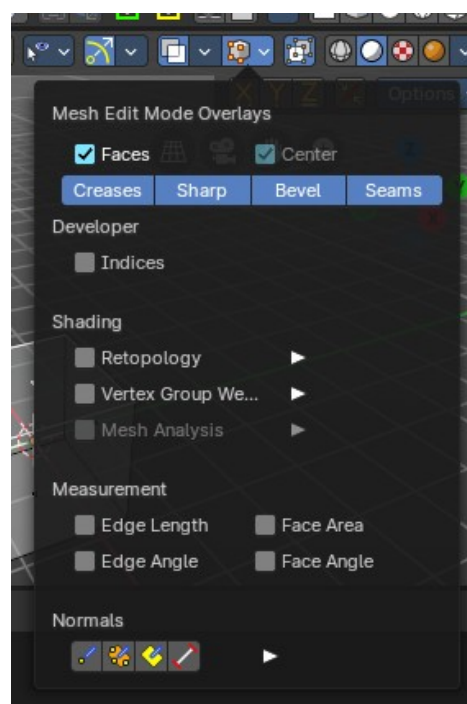 X Y Z
Options
Mesh Edit Mode Overlays
Faces Center
Creases Sharp Bevel Seams
Developer
Indices
Shading
Retopology
Vertex Group We...
Mesh Analysis
Measurement
Edge Length Face Area
Edge Angle Face Angle
Normals